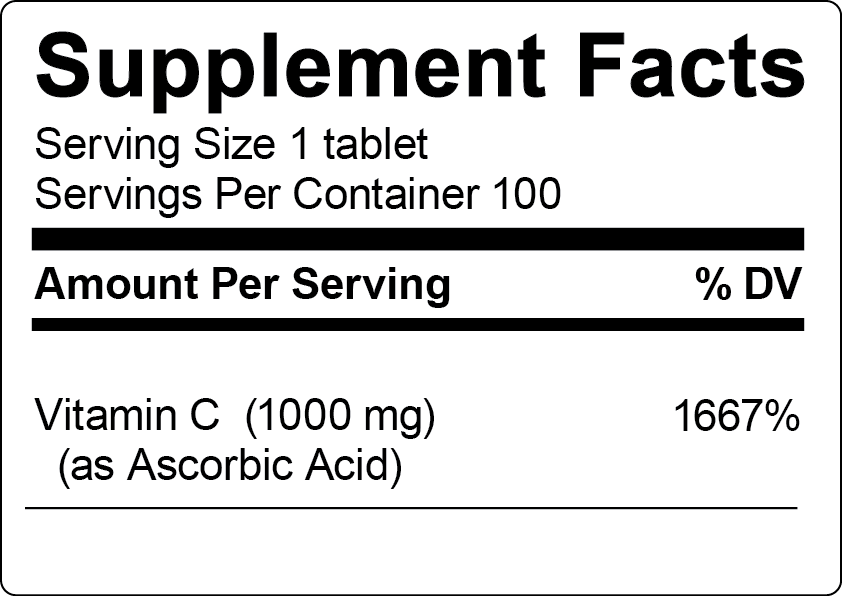 Supplement Facts
Serving Size 1 tablet
Servings Per Container 100
Amount Per Serving % DV
Vitamin C (1000 mg) 1667%
(as Ascorbic Acid)